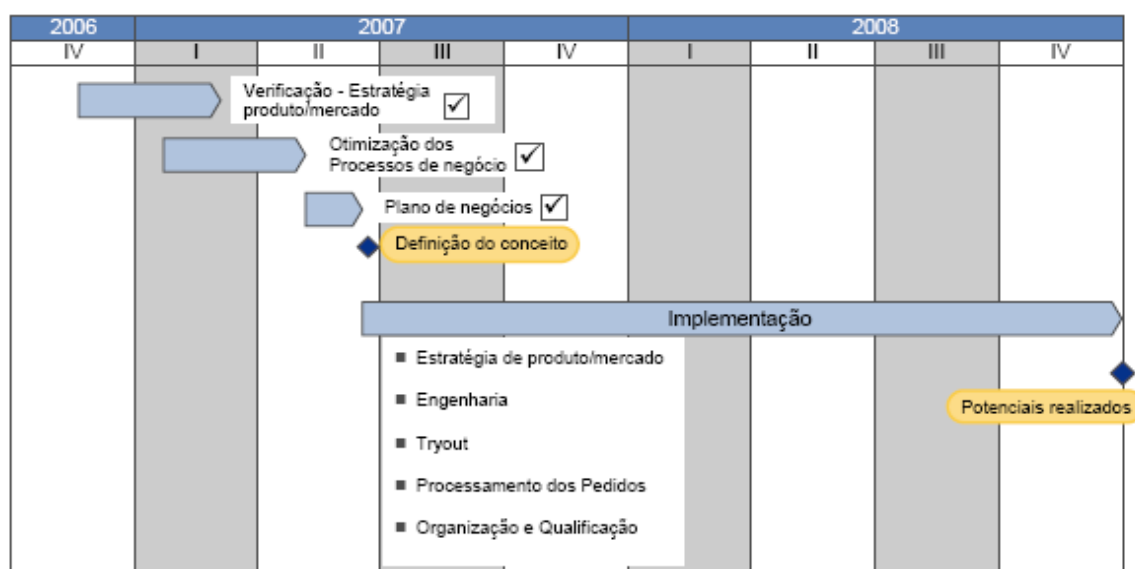 2006 2007 2008
IV I II III IV I II III IV
Verificação - Estratégia
produto/mercado
Otimização dos
Processos de negócio
Plano de negócios
Definição do conceito
Implementação
Estratégia de produto/mercado
Engenharia
Tryout
Processamento dos Pedidos
Organização e Qualificação
Potenciais realizados